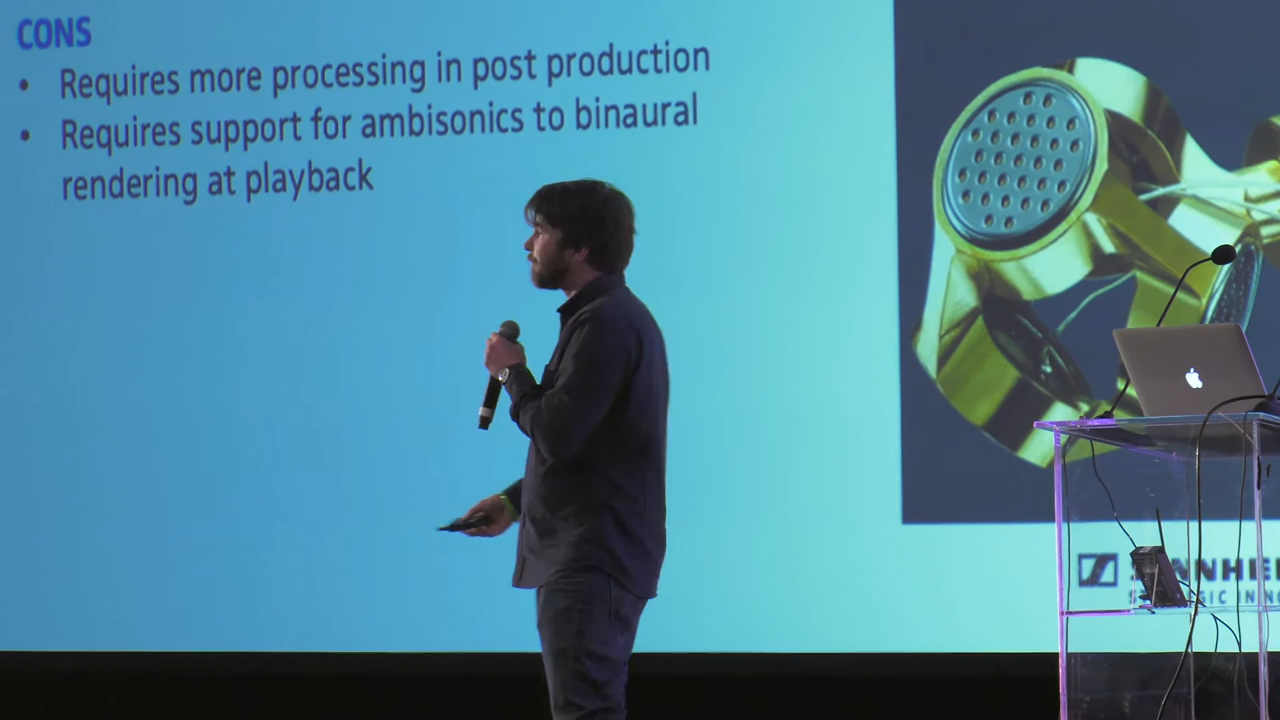 CONS
• Requires more processing in post production
• Requires support for ambisonics to binaural
rendering at playback